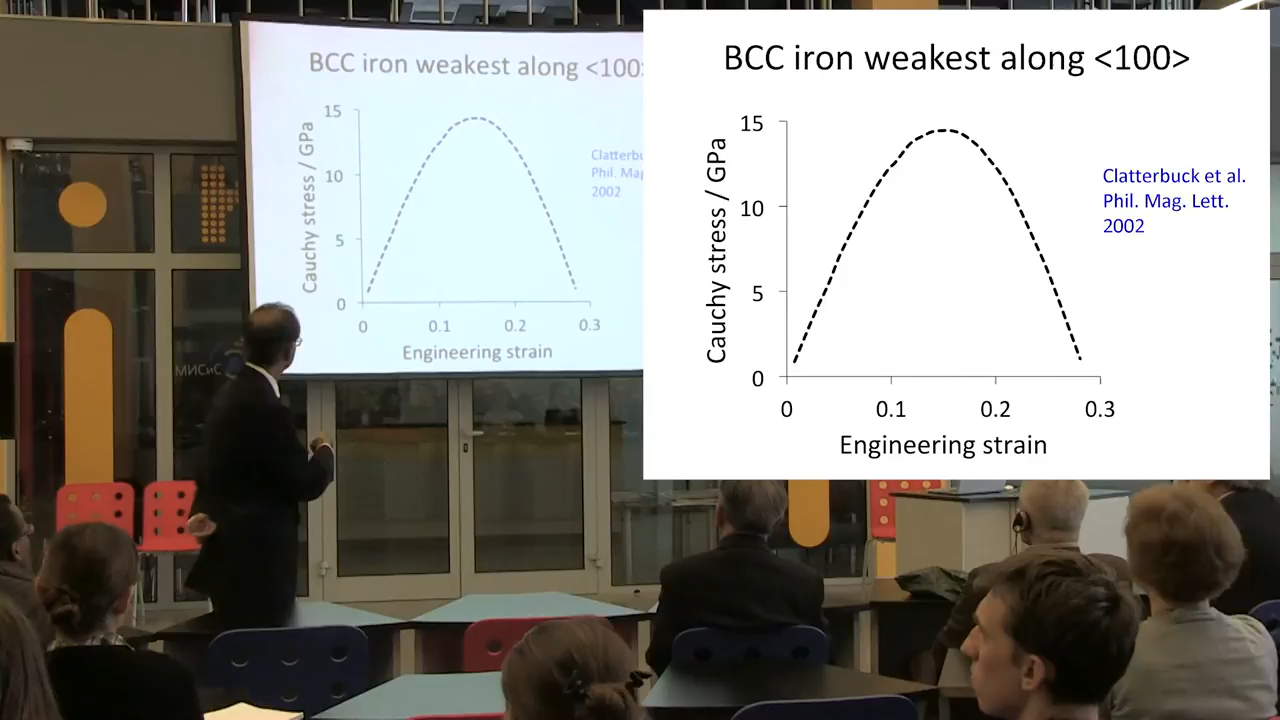 BCC iron weakest along <100>
15
10
5
0
Cauchy stress / GPa
0
0.1
0.2
0.3
Engineering strain
Clatterbu
Phil. Mag
2002
МИСиС
BCC iron weakest along <100>
15
10
5
0
Cauchy stress / GPa
0
0.1
0.2
0.3
Engineering strain
Clatterbuck et al.
Phil. Mag. Lett.
2002